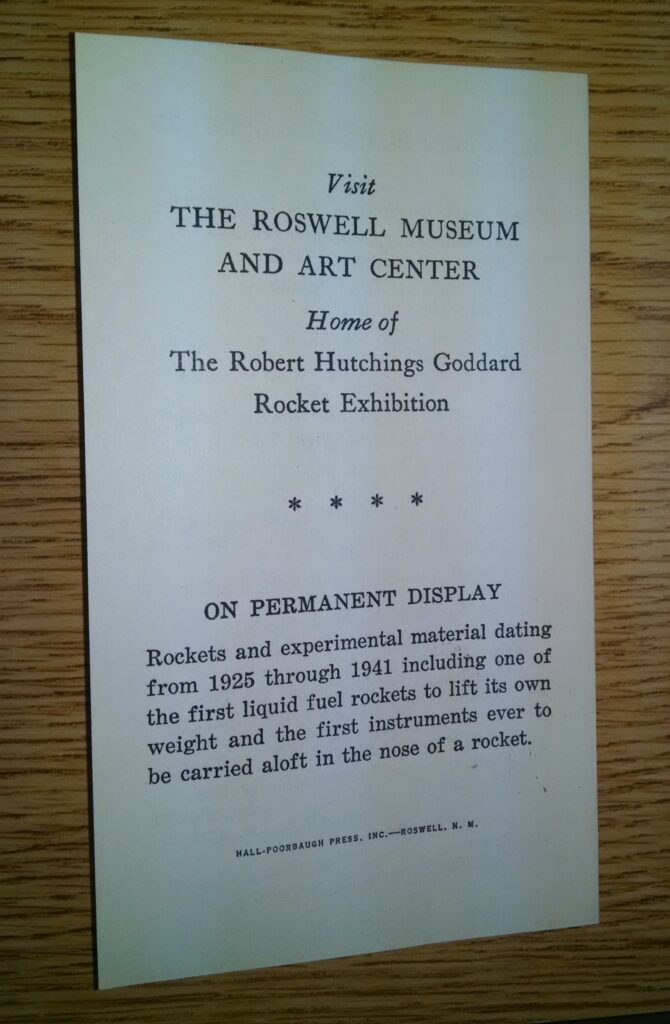 Visit
THE ROSWELL MUSEUM
AND ART CENTER
Home of
The Robert Hutchings Goddard
Rocket Exhibition
* * * *
ON PERMANENT DISPLAY
Rockets and experimental material dating
from 1925 through 1941 including one of
the first liquid fuel rockets to lift its own
weight and the first instruments ever to
be carried aloft in the nose of a rocket.
HALL-POORBAUGH PRESS, INC.—ROSWELL, N. M.